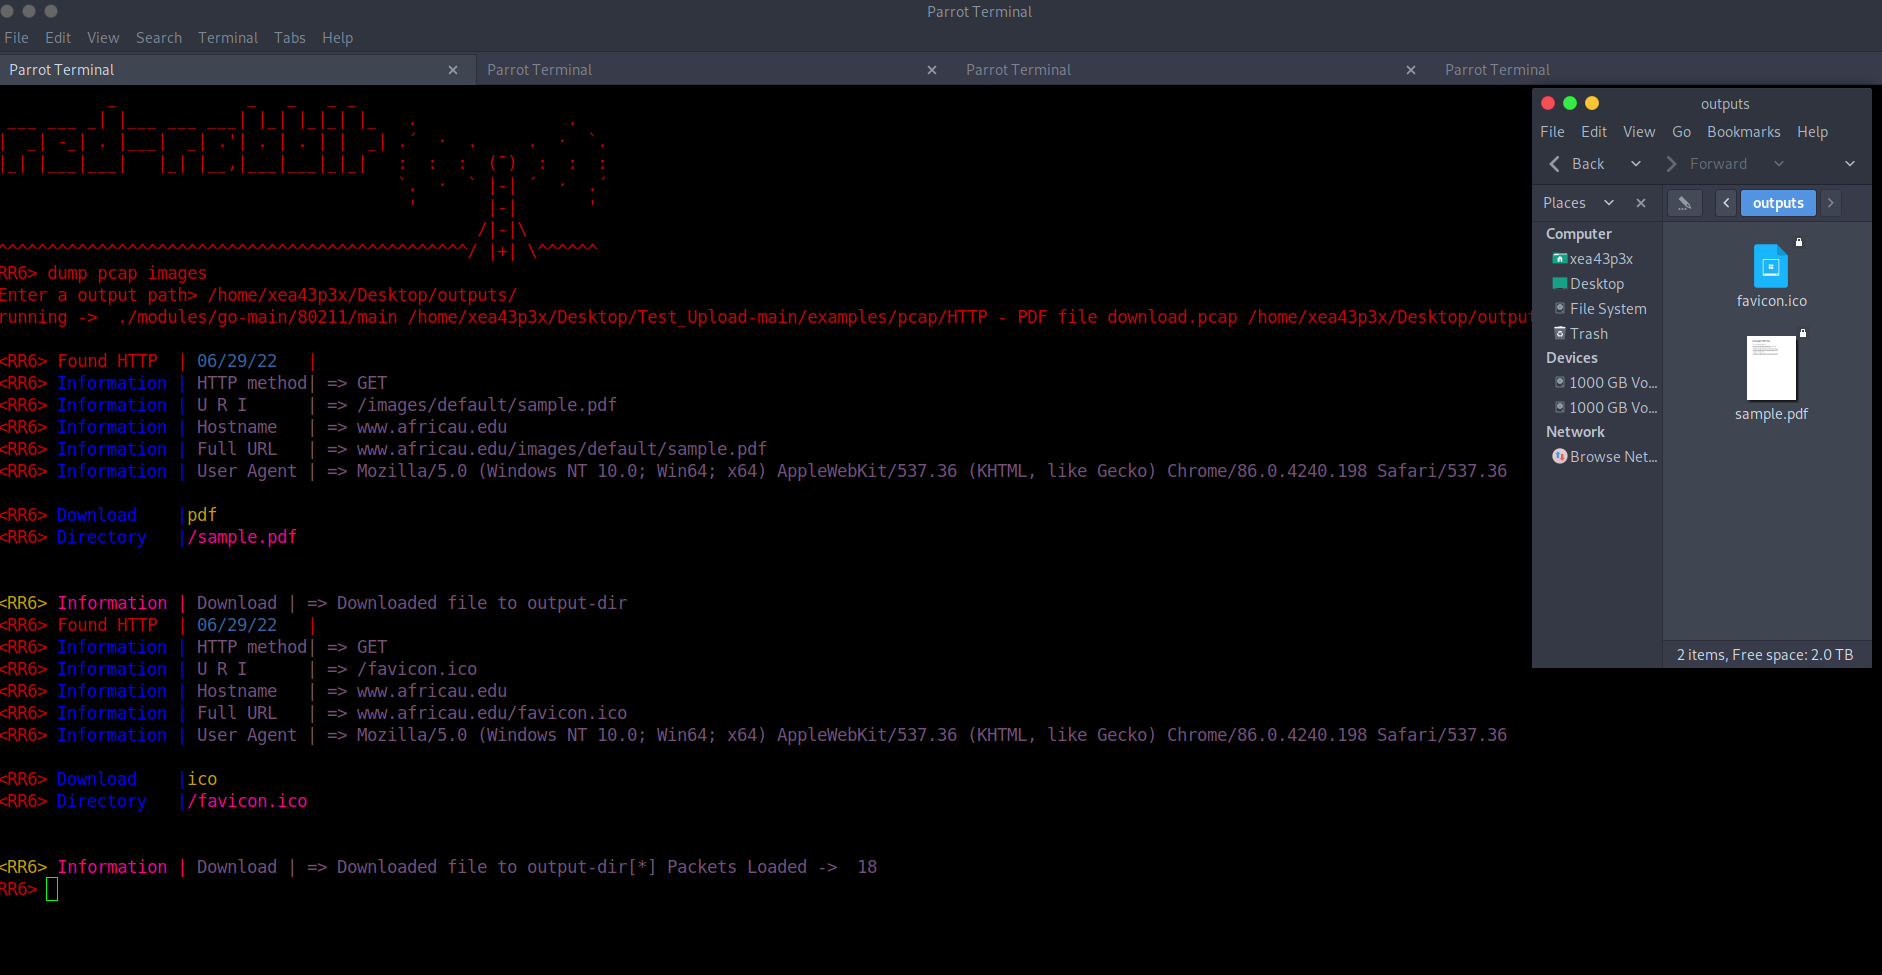 Parrot Terminal
File Edit View Search Terminal Tabs Help
Parrot Terminal Parrot Terminal Parrot Terminal Parrot Terminal
RR6> dump pcap images
Enter a output path> /home/xea43p3x/Desktop/outputs/
running -> ./modules/go-main/80211/main /home/xea43p3x/Desktop/Test_Upload-main/examples/pcap/HTTP - PDF file download.pcap /home/xea43p3x/Desktop/output
<RR6> Found HTTP | 06/29/22 |
<RR6> Information | HTTP method| => GET
<RR6> Information | U R I | => /images/default/sample.pdf
<RR6> Information | Hostname | => www.africau.edu
<RR6> Information | Full URL | => www.africau.edu/images/default/sample.pdf
<RR6> Information | User Agent | => Mozilla/5.0 (Windows NT 10.0; Win64; x64) AppleWebKit/537.36 (KHTML, like Gecko) Chrome/86.0.4240.198 Safari/537.36
<RR6> Download |pdf
<RR6> Directory |/sample.pdf
<RR6> Information | Download | => Downloaded file to output-dir
<RR6> Found HTTP | 06/29/22 |
<RR6> Information | HTTP method| => GET
<RR6> Information | U R I | => /favicon.ico
<RR6> Information | Hostname | => www.africau.edu
<RR6> Information | Full URL | => www.africau.edu/favicon.ico
<RR6> Information | User Agent | => Mozilla/5.0 (Windows NT 10.0; Win64; x64) AppleWebKit/537.36 (KHTML, like Gecko) Chrome/86.0.4240.198 Safari/537.36
<RR6> Download |ico
<RR6> Directory |/favicon.ico
<RR6> Information | Download | => Downloaded file to output-dir[*] Packets Loaded -> 18
RR6>
outputs
File Edit View Go Bookmarks Help
Back Forward
Places outputs
Computer
xea43p3x
Desktop
File System
Trash
Devices
1000 GB Vo...
1000 GB Vo...
Network
Browse Net...
favicon.ico
sample.pdf
2 items, Free space: 2.0 TB